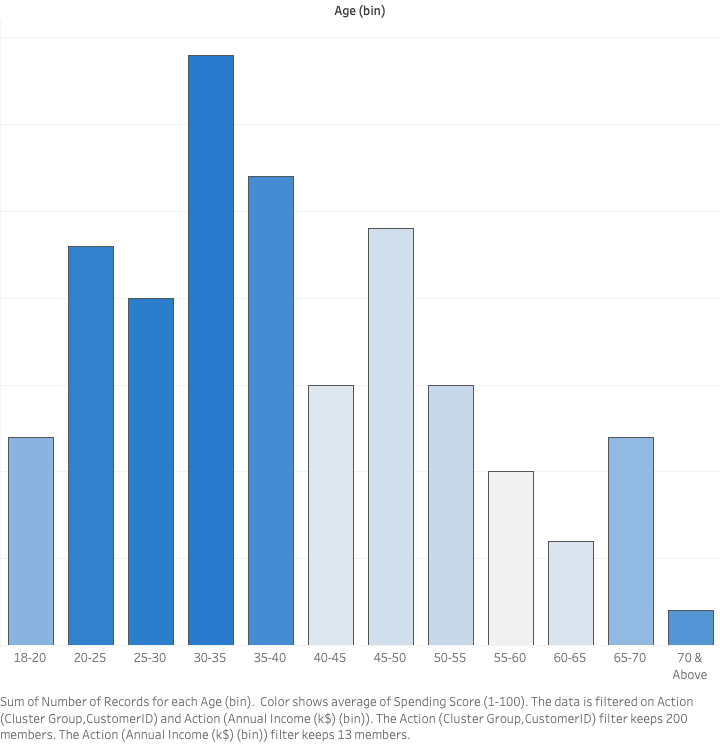 Age (bin)
18-20 20-25 25-30 30-35 35-40 40-45 45-50 50-55 55-60 60-65 65-70 70 &
Above
Sum of Number of Records for each Age (bin).  Color shows average of Spending Score (1-100). The data is filtered on Action
(Cluster Group,CustomerID) and Action (Annual Income (k$) (bin)). The Action (Cluster Group,CustomerID) filter keeps 200
members. The Action (Annual Income (k$) (bin)) filter keeps 13 members.